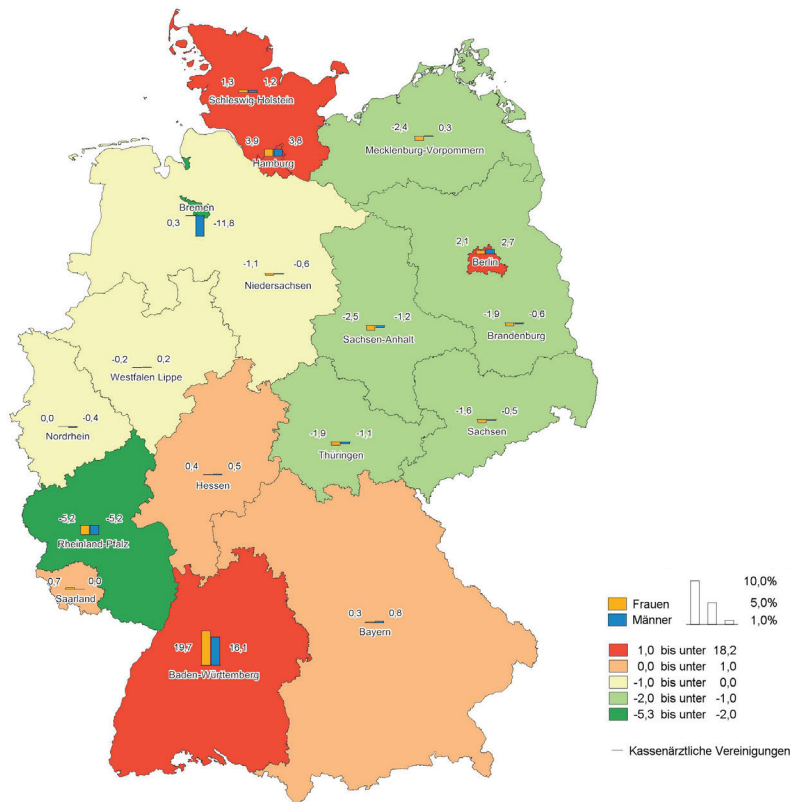 1,3 1,2
Schleswig-Holstein
3,9 3,8
Hamburg
-2,4 0,3
Mecklenburg-Vorpommern
Bremen
0,3 -11,8
2,1 2,7
Berlin
-1,1 -0,6
Niedersachsen
-2,5 -1,2
Sachsen-Anhalt
-1,9 -0,6
Brandenburg
-0,2 0,2
Westfalen Lippe
0,0 -0,4
Nordrhein
-1,6 -0,5
Sachsen
-1,9 -1,1
Thüringen
0,4 0,5
Hessen
-5,2 -5,2
Rheinland-Pfalz
0,7 0,0
Saarland
0,3 0,8
Bayern
19,7 16,1
Baden-Württemberg
10,0%
Frauen 5,0%
Männer 1,0%
1,0 bis unter 18,2
0,0 bis unter 1,0
-1,0 bis unter 0,0
-2,0 bis unter -1,0
-5,3 bis unter -2,0
Kassenärztliche Vereinigungen